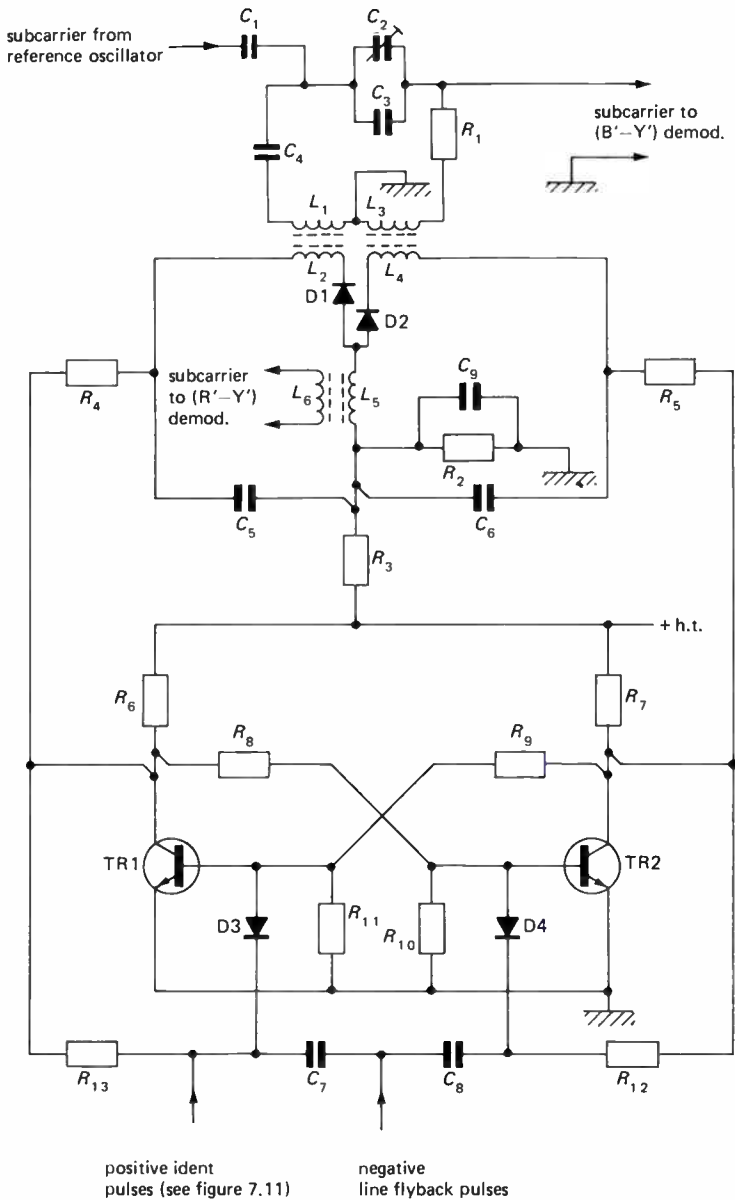 C1
C2
subcarrier from
reference oscillator
C3
subcarrier to
(B′–Y′) demod.
R1
C4
L1
L3
L2
L4
D1
D2
C9
subcarrier
to (R′–Y′)
demod.
L6
L5
R4
R5
R2
C5
C6
R3
+ h.t.
R6
R7
R8
R9
TR1
TR2
D3
R11
R10
D4
R13
C7
C8
R12
positive ident
pulses (see figure 7.11)
negative
line flyback pulses